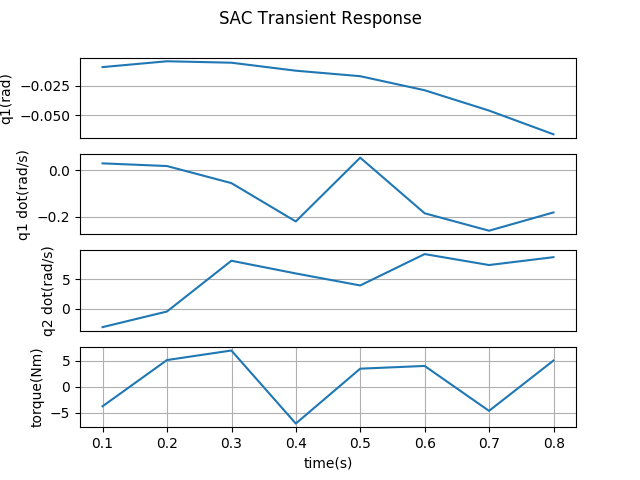 SAC Transient Response
−0.025
−0.050
q1(rad)
0.0
−0.2
q1 dot(rad/s)
5
0
q2 dot(rad/s)
5
0
−5
torque(Nm)
0.1 0.2 0.3 0.4 0.5 0.6 0.7 0.8
time(s)